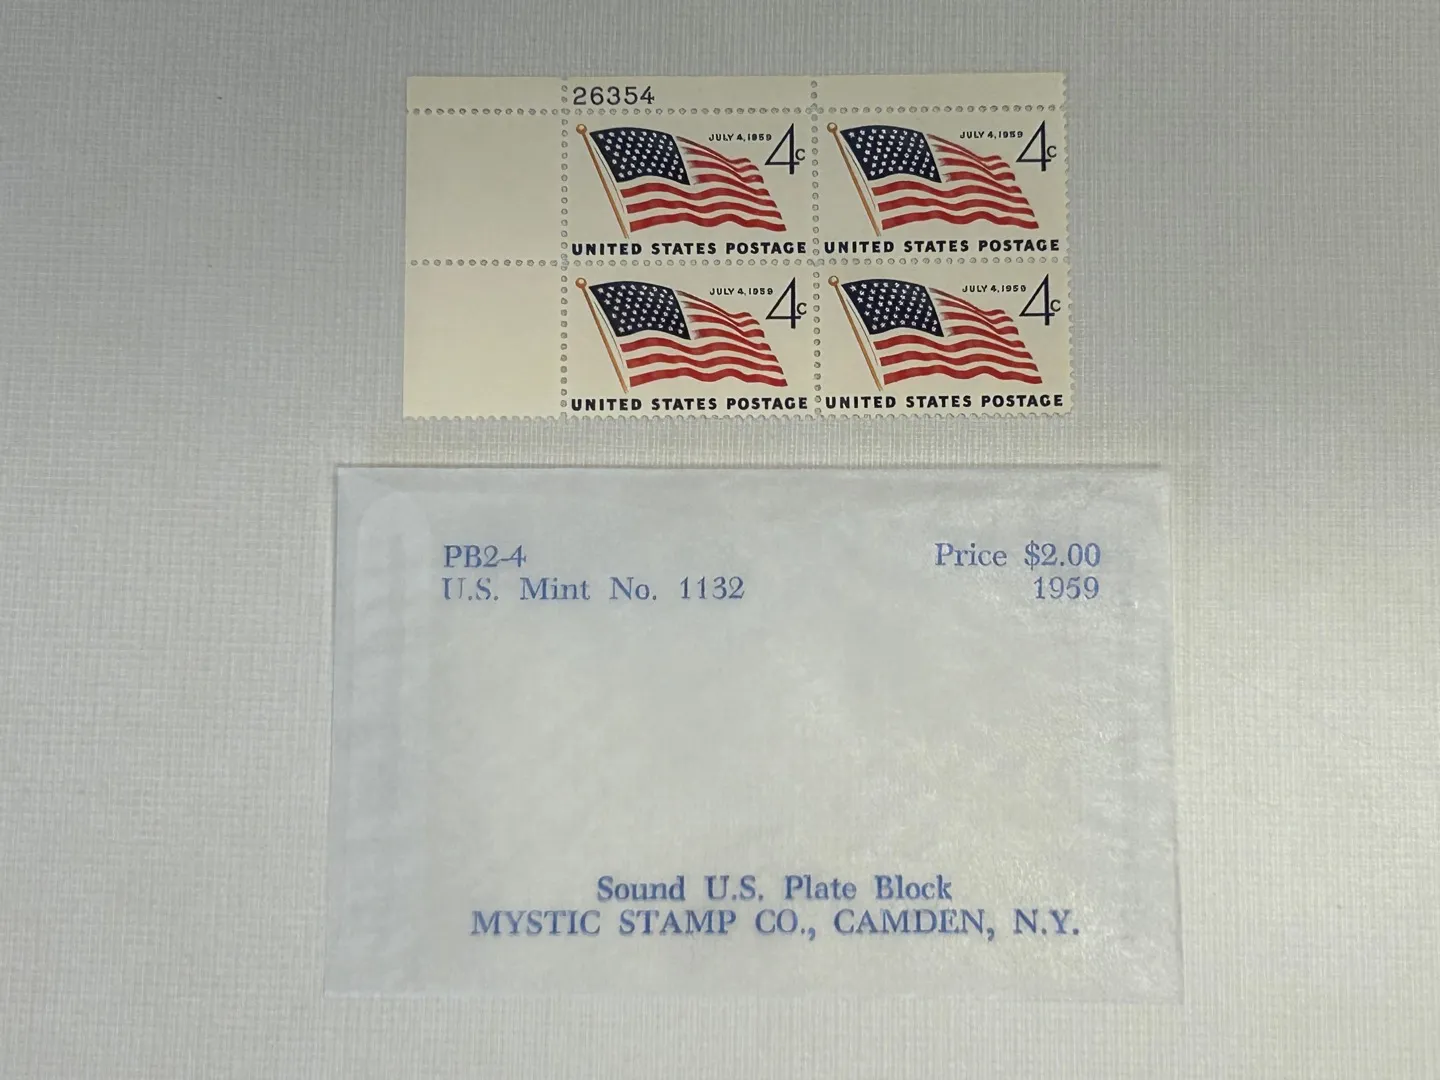 26354
JULY 4, 1959 4c
UNITED STATES POSTAGE
JULY 4, 1959 4c
UNITED STATES POSTAGE
JULY 4, 1959 4c
UNITED STATES POSTAGE
JULY 4, 1959 4c
UNITED STATES POSTAGE
PB2-4
U.S. Mint No. 1132
Price $2.00
1959
Sound U.S. Plate Block
MYSTIC STAMP CO., CAMDEN, N.Y.